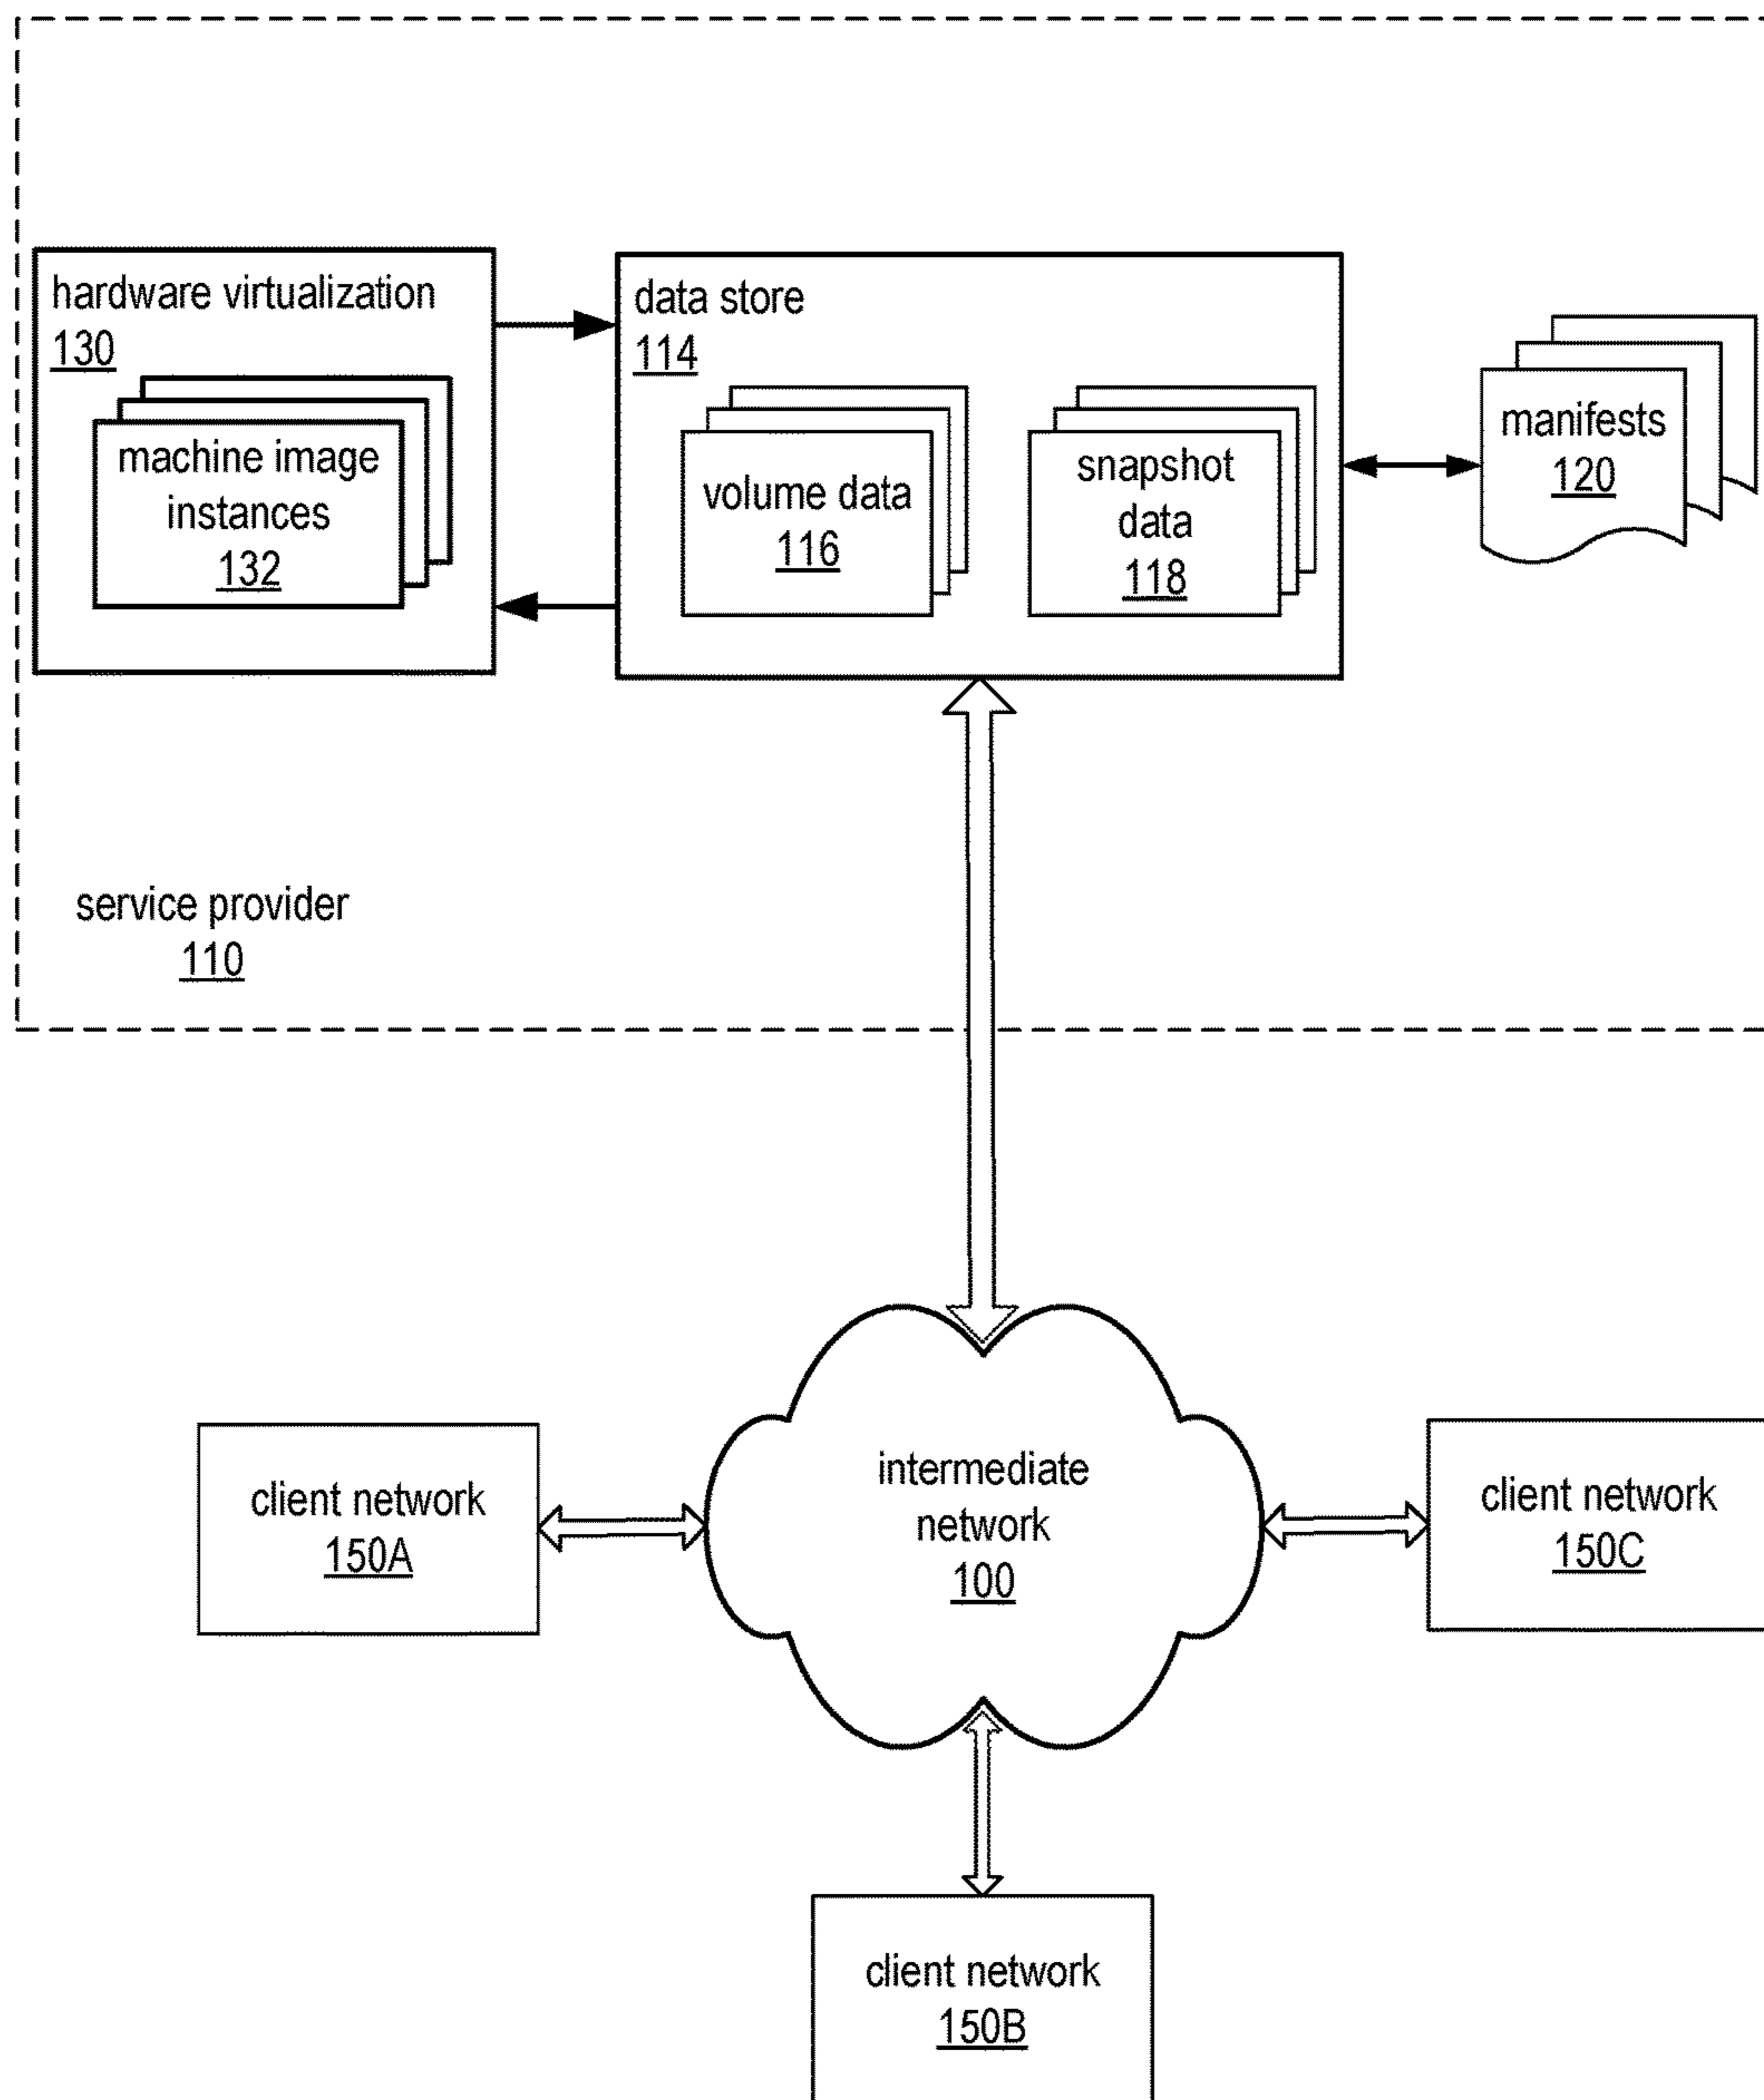 hardware virtualization
130
machine image
instances
132
data store
114
volume data
116
snapshot
data
118
manifests
120
service provider
110
intermediate
network
100
client network
150A
client network
150C
client network
150B